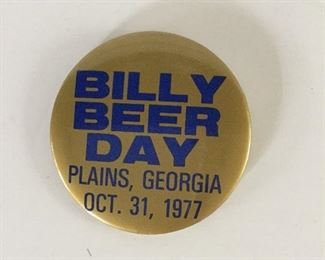 BILLY
BEER
DAY
PLAINS, GEORGIA
OCT. 31, 1977